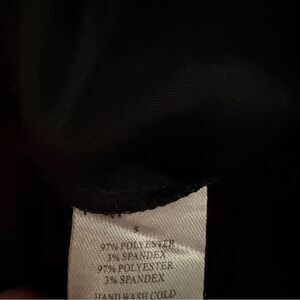 S
97% POLYESTER
3% SPANDEX
97% POLYESTER
3% SPANDEX
HAND WASH COLD